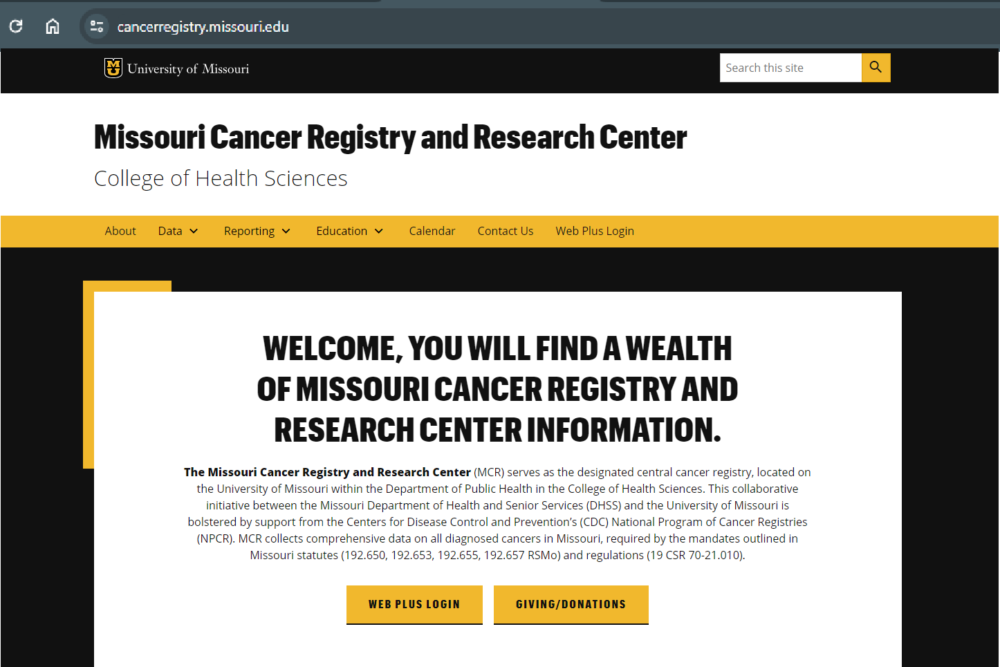 cancerregistry.missouri.edu
University of Missouri
Search this site
Missouri Cancer Registry and Research Center
College of Health Sciences
About Data Reporting Education Calendar Contact Us Web Plus Login
WELCOME, YOU WILL FIND A WEALTH
OF MISSOURI CANCER REGISTRY AND
RESEARCH CENTER INFORMATION.
The Missouri Cancer Registry and Research Center (MCR) serves as the designated central cancer registry, located on
the University of Missouri within the Department of Public Health in the College of Health Sciences. This collaborative
initiative between the Missouri Department of Health and Senior Services (DHSS) and the University of Missouri is
bolstered by support from the Centers for Disease Control and Prevention’s (CDC) National Program of Cancer Registries
(NPCR). MCR collects comprehensive data on all diagnosed cancers in Missouri, required by the mandates outlined in
Missouri statutes (192.650, 192.653, 192.655, 192.657 RSMo) and regulations (19 CSR 70-21.010).
WEB PLUS LOGIN GIVING/DONATIONS